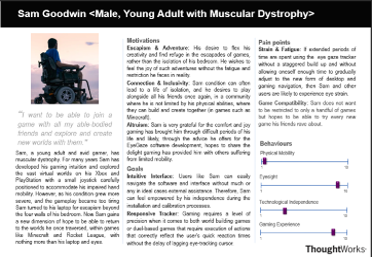 Sam Goodwin <Male, Young Adult with Muscular Dystrophy>
"I want to be able to join a
game with all my able-bodied
friends and explore and create
new worlds with them."
Sam, a young adult and avid gamer, has
muscular dystrophy. For many years Sam has
developed his gaming rotation and explored
the vast virtual worlds on his Xbox and
PlayStation with a small joystick carefully
positioned to accommodate his impaired hand
mobility. However, as his condition grew more
severe, and the gameplay became too tiring
Sam turned to his laptop for escapism beyond
the four walls of his bedroom. Now Sam gains
a new dimension of hope to be able to return
to the worlds he once traversed, within games
like Minecraft and Rocket League, with
nothing more than his laptop and eyes.
Motivations
Escapism & Adventure: His desire to flex his
creativity and find refuge in the escapades of games,
rather than the isolation of his bedroom. He wishes to
feel the joy of such adventures without the fatigue and
restriction he faces in reality.
Connection & Inclusivity: Sam condition can often
lead to a life of isolation, and he desires to play
alongside all his friends once again, in a community
where he is not limited by his physical abilities, where
they can build and create together (in games such as
Minecraft).
Altruism: Sam is very grateful for the comfort and joy
gaming has brought him through difficult periods of his
life and likely, through the advice he offers for the
EyeGaze software development, hopes to share the
delight gaming has provided him with others suffering
from limited mobility.
Goals
Intuitive Interface: Users like Sam can easily
navigate the software and interface without much or
any in ideal cases external assistance. Therefore, Sam
can feel empowered by his independence during the
installation and calibration processes.
Responsive Tracker: Gaming requires a level of
precision when it comes to both world building games
or duel-based games that require execution of actions
that correctly reflect the user's quick reaction times
without the delay of lagging eye-tracking cursor
Pain points
Strain & Fatigue: If extended periods of
time are spent using the eye gaze tracker
without a staggered build up and without
allowing oneself enough time to gradually
adjust to the new form of desktop and
gaming navigation, then Sam and other
users are likely to experience eye strain.
Game Compatibility: Sam does not want
to be restricted to only a handful of games
but hopes to be able to try every new
game his friends rave about.
Behaviours
Physical Mobility
Eyesight
Technological Independence
Gaming Experience
ThoughtWorks